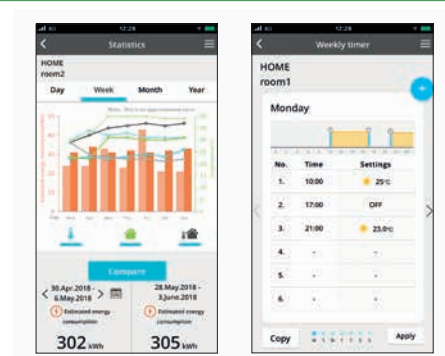 12:28
Statistics
HOME
room2
Day Week Month Year
Compare
30.Apr.2018 -
6.May.2018
Estimated energy
consumption
302 kWh
28.May.2018 -
3.June.2018
Estimated energy
consumption
305 kWh
12:28
Weekly timer
HOME
room1
+
Monday
No. Time Settings
1. 10:00 25°C
2. 17:00 OFF
3. 21:00 23.0°C
4. - -
5. - -
6. - -
Copy M T W T F S S Apply